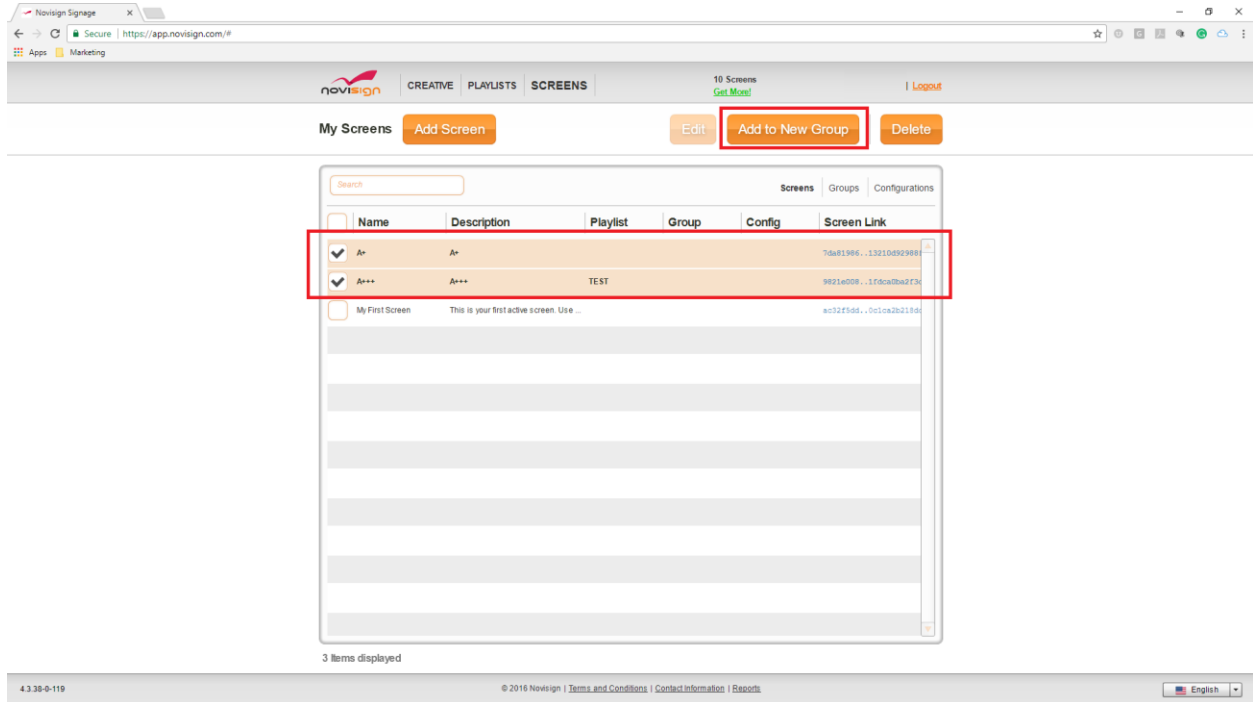 Novisign Signage
Secure | https://app.novisign.com/#
Apps Marketing
novisign CREATIVE PLAYLISTS SCREENS 10 Screens | Logout
Get More!
My Screens Add Screen Edit Add to New Group Delete
Search Screens Groups Configurations
Name Description Playlist Group Config Screen Link
A+ A+ 7da81986..13210d92988
A+++ A+++ TEST 9821e008..1fdca0ba2f3c
My First Screen This is your first active screen. Use ... ac32f5dd..0c1ca2b218dc
3 Items displayed
4.3.38-0-119 © 2016 Novisign | Terms and Conditions | Contact Information | Reports English